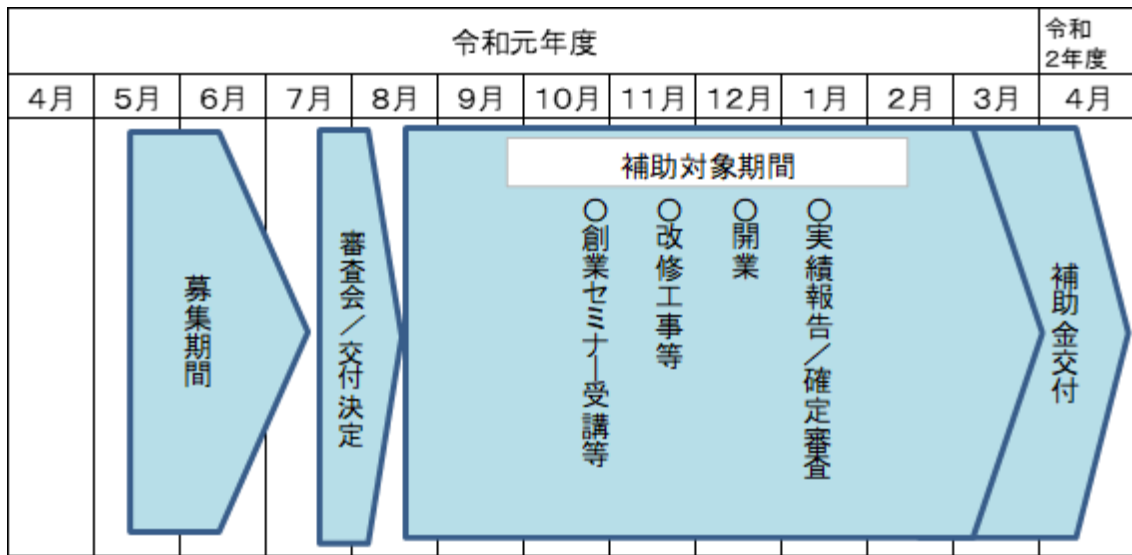 令和元年度
令和
2年度
4月
5月
6月
7月
8月
9月
10月
11月
12月
1月
2月
3月
4月
募集期間
審査会／交付決定
補助対象期間
○創業セミナー受講等
○改修工事等
○開業
○実績報告／確定審査
補助金交付